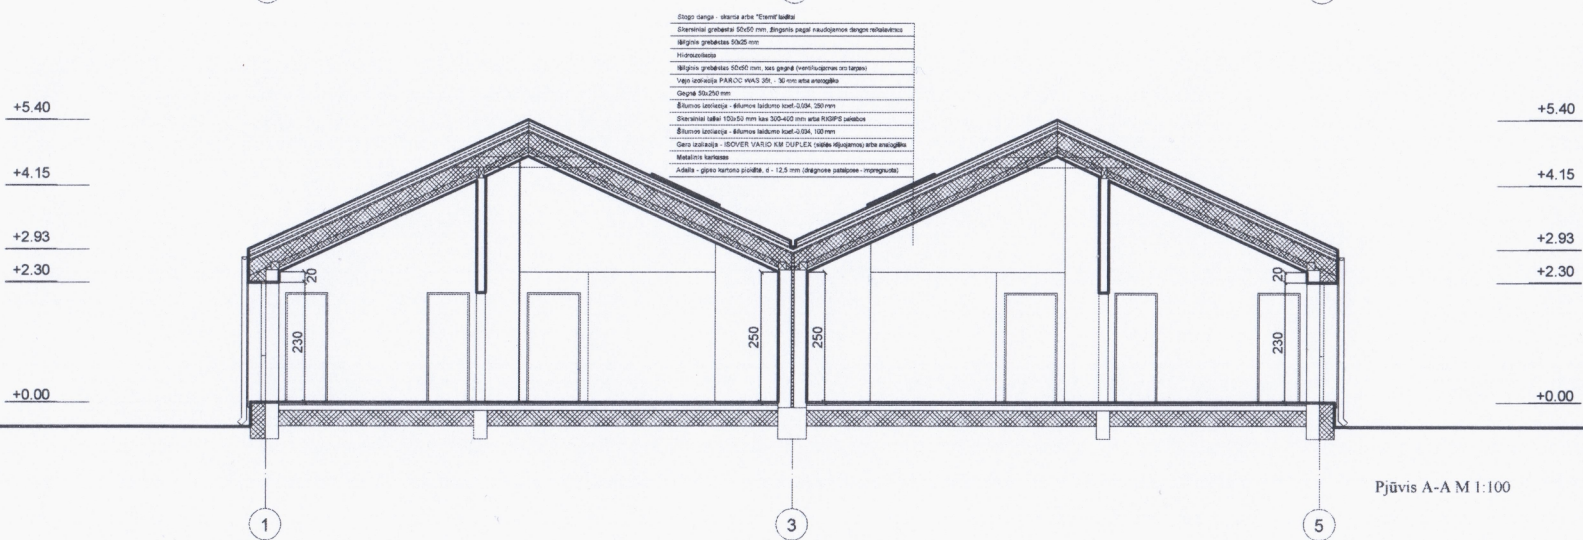 Stogo danga - skarda arba "Eternit" lakštai
Skersiniai grebėstai 50x50 mm, žingsnis pagal naudojamos dangos reikalavimus
Išilginis grebėstas 50x25 mm
Hidroizoliacija
Išilginis grebėstas 50x50 mm, kas gegnė (ventiliuojamas oro tarpas)
Vėjo izoliacija PAROC WAS 35t, - 30 mm arba analogiška
Gegnė 50x250 mm
Šilumos izoliacija - šilumos laidumo koef.-0,034, 250 mm
Skersiniai tašai 100x50 mm kas 300-400 mm arba RIGIPS pakabos
Šilumos izoliacija - šilumos laidumo koef.-0,034, 100 mm
Garo izoliacija - ISOVER VARIO KM DUPLEX (siūlės klijuojamos) arba analogiška
Metalinis karkasas
Adaila - gipso kartono plokštė, d - 12,5 mm (drėgnose patalpose - impregnuota)
+5.40 +5.40
+4.15 +4.15
+2.93 +2.93
+2.30 20 20 +2.30
230 250 250 230
+0.00 +0.00
Pjūvis A-A M 1:100
1 3 5